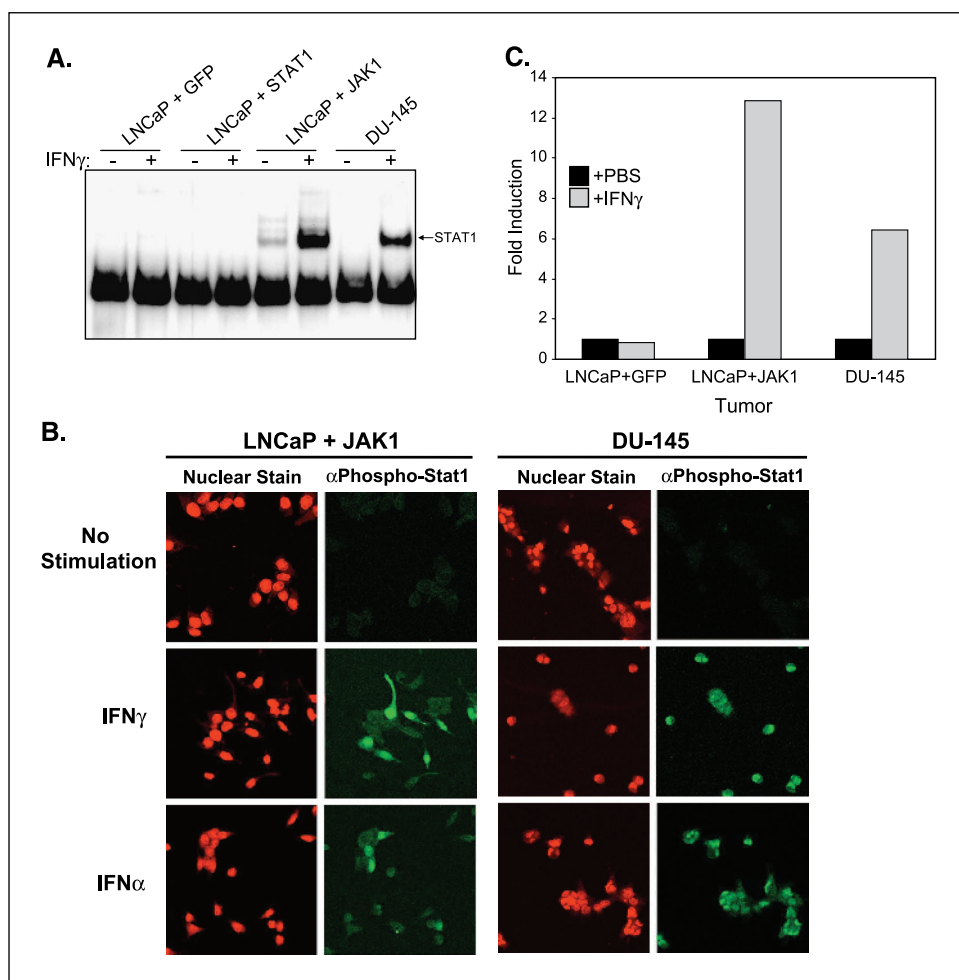 A.
LNCaP + GFP
LNCaP + STAT1
LNCaP + JAK1
DU-145
IFNγ: - + - + - + - +
←STAT1
C.
14
12
10
8
6
4
2
0
Fold Induction
+PBS
+IFNγ
LNCaP+GFP LNCaP+JAK1 DU-145
Tumor
B.
LNCaP + JAK1 DU-145
Nuclear Stain αPhospho-Stat1 Nuclear Stain αPhospho-Stat1
No
Stimulation
IFNγ
IFNα